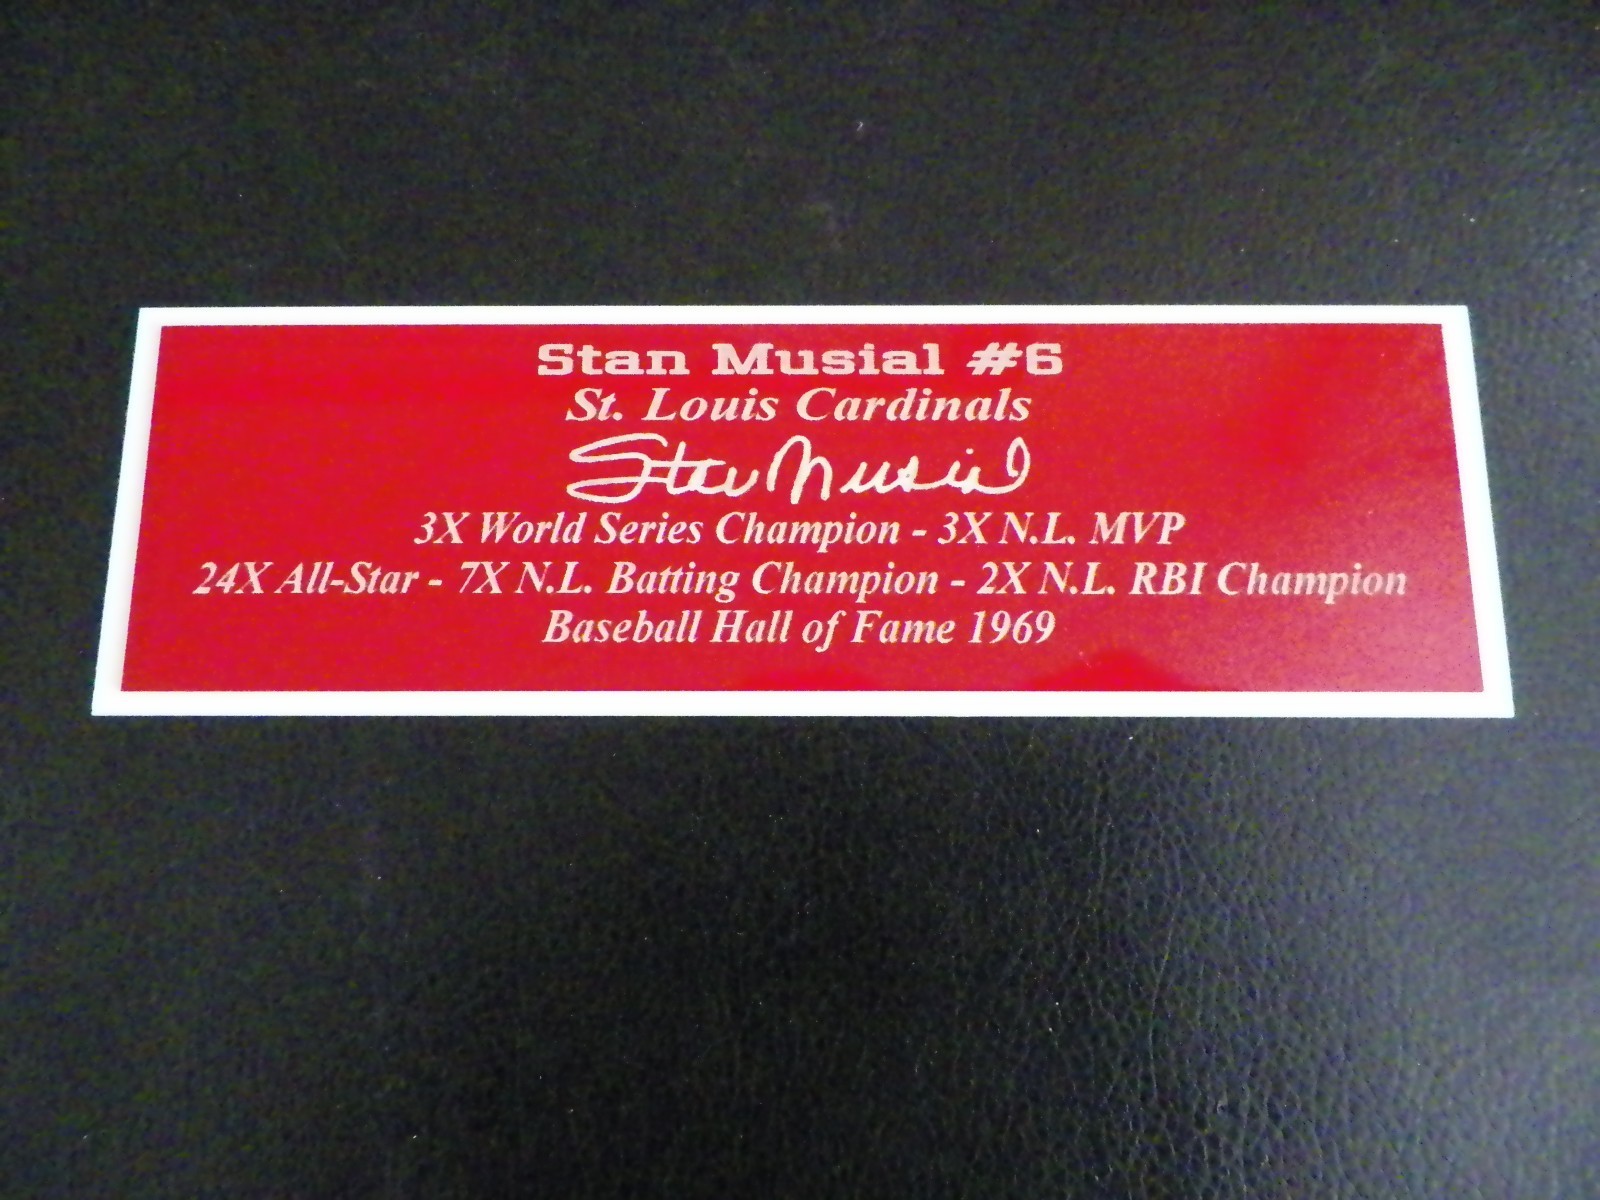 Stan Musial #6
St. Louis Cardinals
Stan Musial
3X World Series Champion - 3X N.L. MVP
24X All-Star - 7X N.L. Batting Champion - 2X N.L. RBI Champion
Baseball Hall of Fame 1969